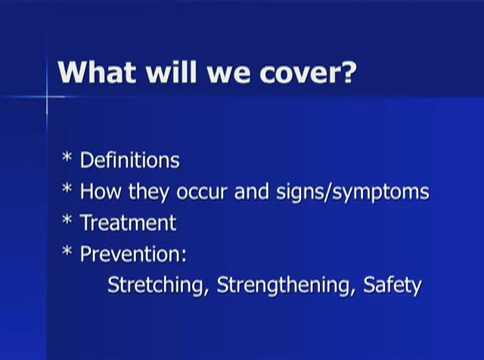 What will we cover?
* Definitions
* How they occur and signs/symptoms
* Treatment
* Prevention:
Stretching, Strengthening, Safety